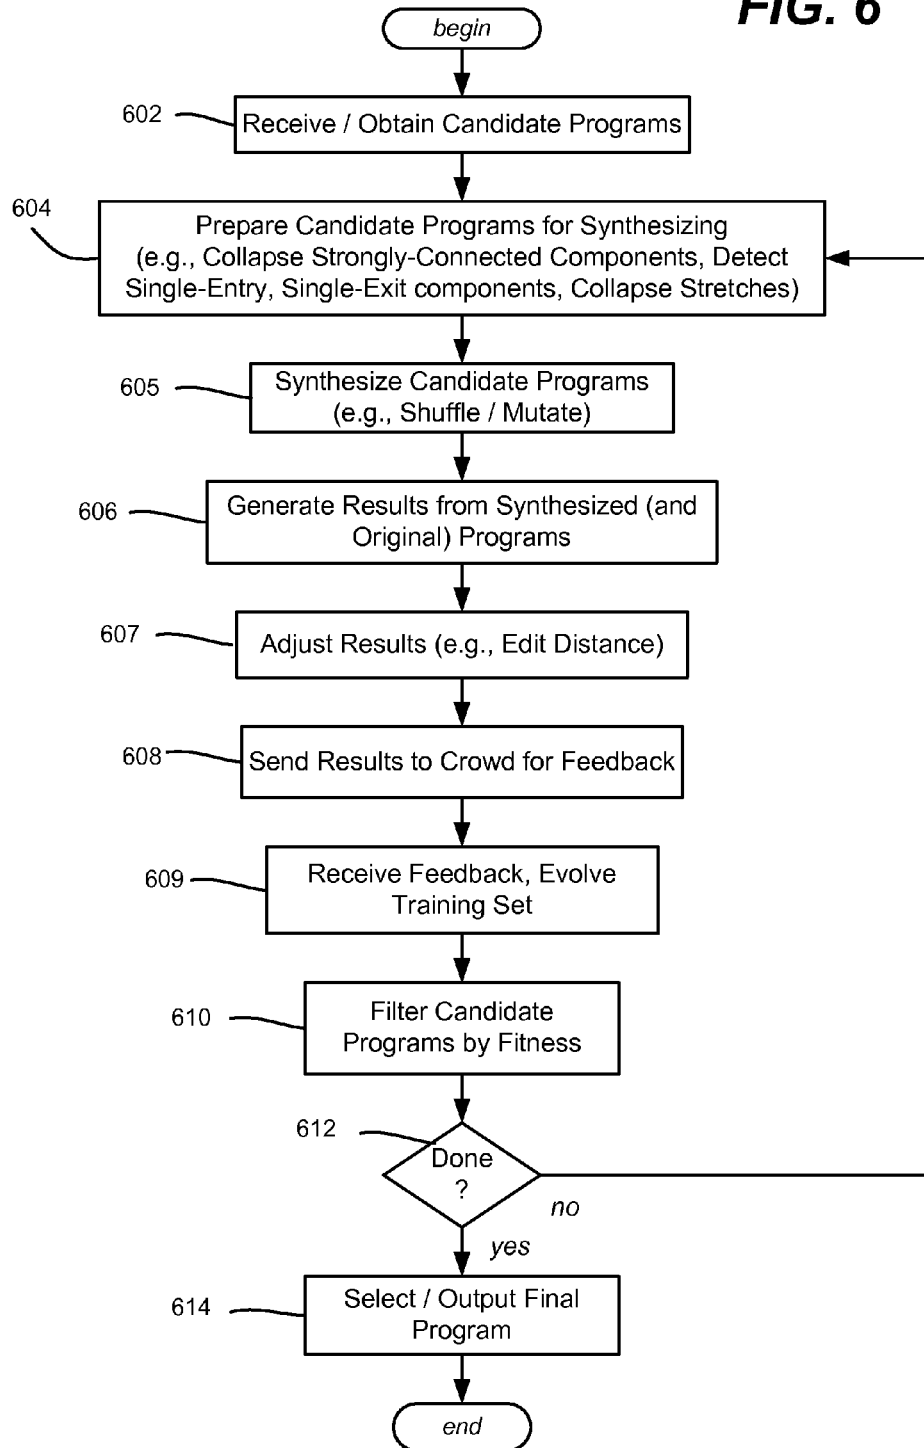 FIG. 6
begin
602
Receive / Obtain Candidate Programs
604
Prepare Candidate Programs for Synthesizing
(e.g., Collapse Strongly-Connected Components, Detect
Single-Entry, Single-Exit components, Collapse Stretches)
605
Synthesize Candidate Programs
(e.g., Shuffle / Mutate)
606
Generate Results from Synthesized (and
Original) Programs
607
Adjust Results (e.g., Edit Distance)
608
Send Results to Crowd for Feedback
609
Receive Feedback, Evolve
Training Set
610
Filter Candidate
Programs by Fitness
612
Done
?
no
yes
614
Select / Output Final
Program
end